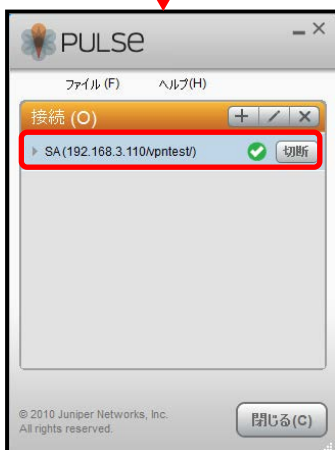 PULSE
ファイル (F) ヘルプ(H)
接続 (O)
SA(192.168.3.110/vpntest/) 切断
© 2010 Juniper Networks, Inc.
All rights reserved.
閉じる(C)